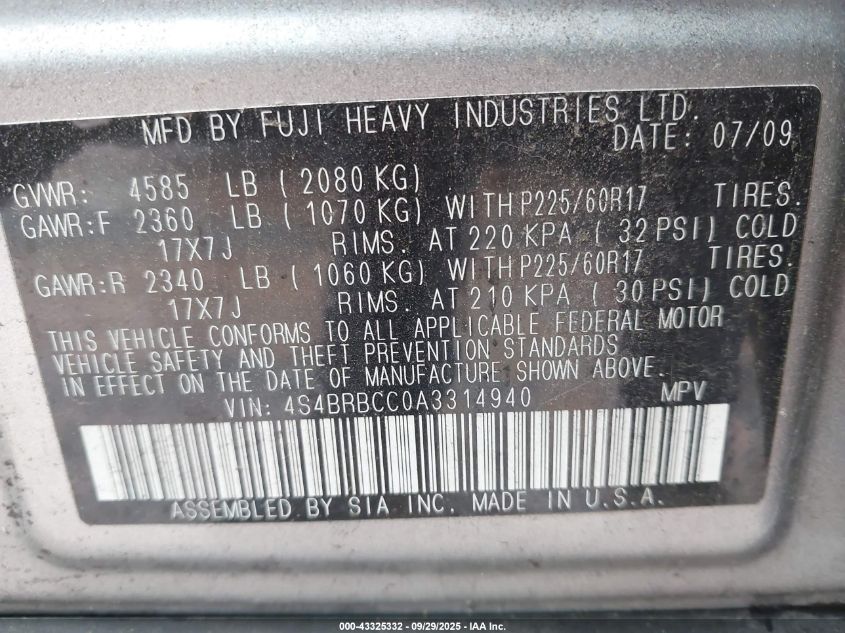 MFD BY FUJI HEAVY INDUSTRIES LTD.
DATE: 07/09
GVWR: 4585 LB ( 2080 KG)
GAWR:F 2360 LB ( 1070 KG) WITH P225/60R17 TIRES.
17X7J RIMS. AT 220 KPA ( 32 PSI) COLD
GAWR:R 2340 LB ( 1060 KG) WITH P225/60R17 TIRES.
17X7J RIMS. AT 210 KPA ( 30 PSI) COLD
THIS VEHICLE CONFORMS TO ALL APPLICABLE FEDERAL MOTOR
VEHICLE SAFETY AND THEFT PREVENTION STANDARDS
IN EFFECT ON THE DATE OF MANUFACTURE SHOWN ABOVE.
VIN: 4S4BRBCC0A3314940 MPV
ASSEMBLED BY SIA INC. MADE IN U.S.A.
000-43325332 - 09/29/2025 - IAA Inc.